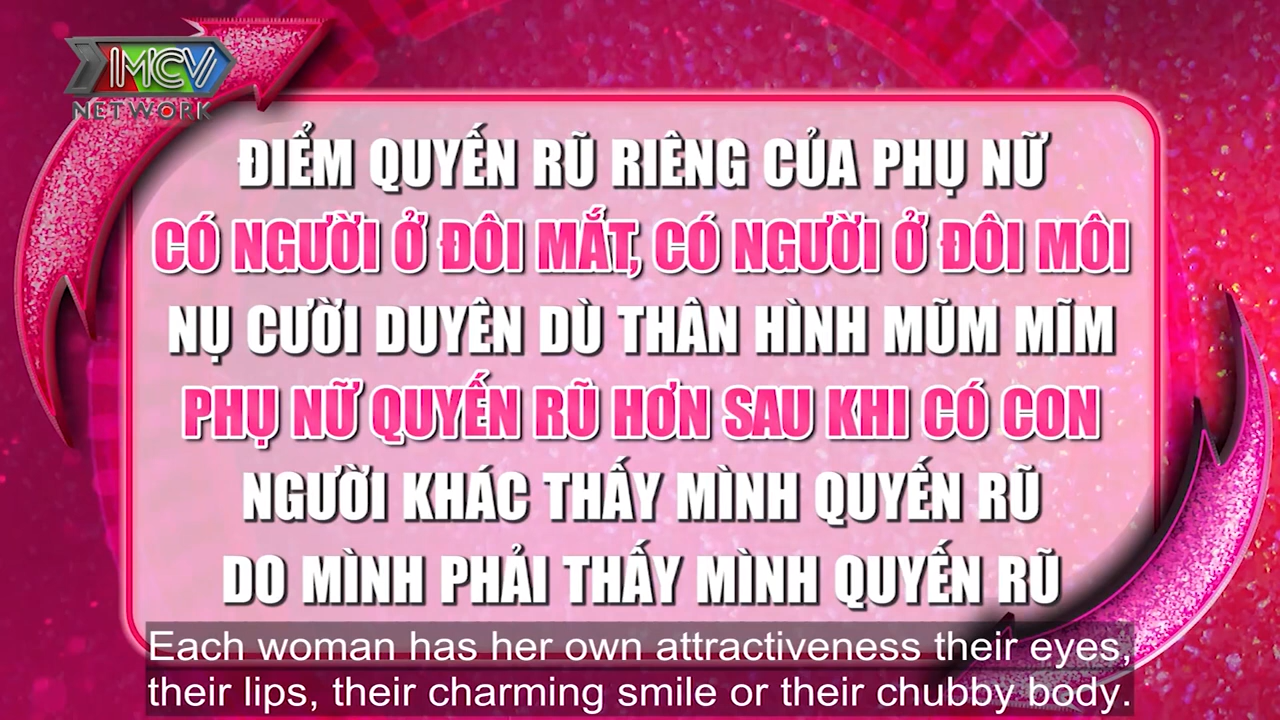 MCV
NETWORK
ĐIỂM QUYẾN RŨ RIÊNG CỦA PHỤ NỮ
CÓ NGƯỜI Ở ĐÔI MẮT, CÓ NGƯỜI Ở ĐÔI MÔI
NỤ CƯỜI DUYÊN DÙ THÂN HÌNH MŨM MĨM
PHỤ NỮ QUYẾN RŨ HƠN SAU KHI CÓ CON
NGƯỜI KHÁC THẤY MÌNH QUYẾN RŨ
DO MÌNH PHẢI THẤY MÌNH QUYẾN RŨ
Each woman has her own attractiveness their eyes,
their lips, their charming smile or their chubby body.